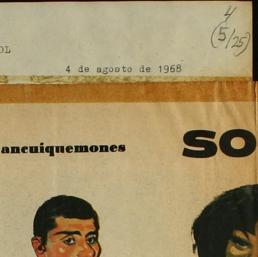 4
(5/25)
OL
4 de agosto de 1968
ancuiquemones
SO